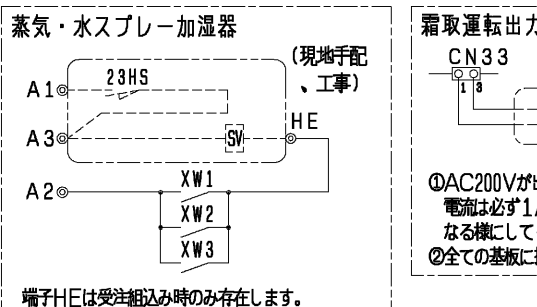 蒸気・水スプレー加湿器
(現地手配
、工事)
23HS
A1
A3
SV
HE
A2
XW1
XW2
XW3
端子HEは受注組込み時のみ存在します。
霜取運転出力
CN33
1 3
①AC200Vが
電流は必ず1
なる様にして
②全ての基板に